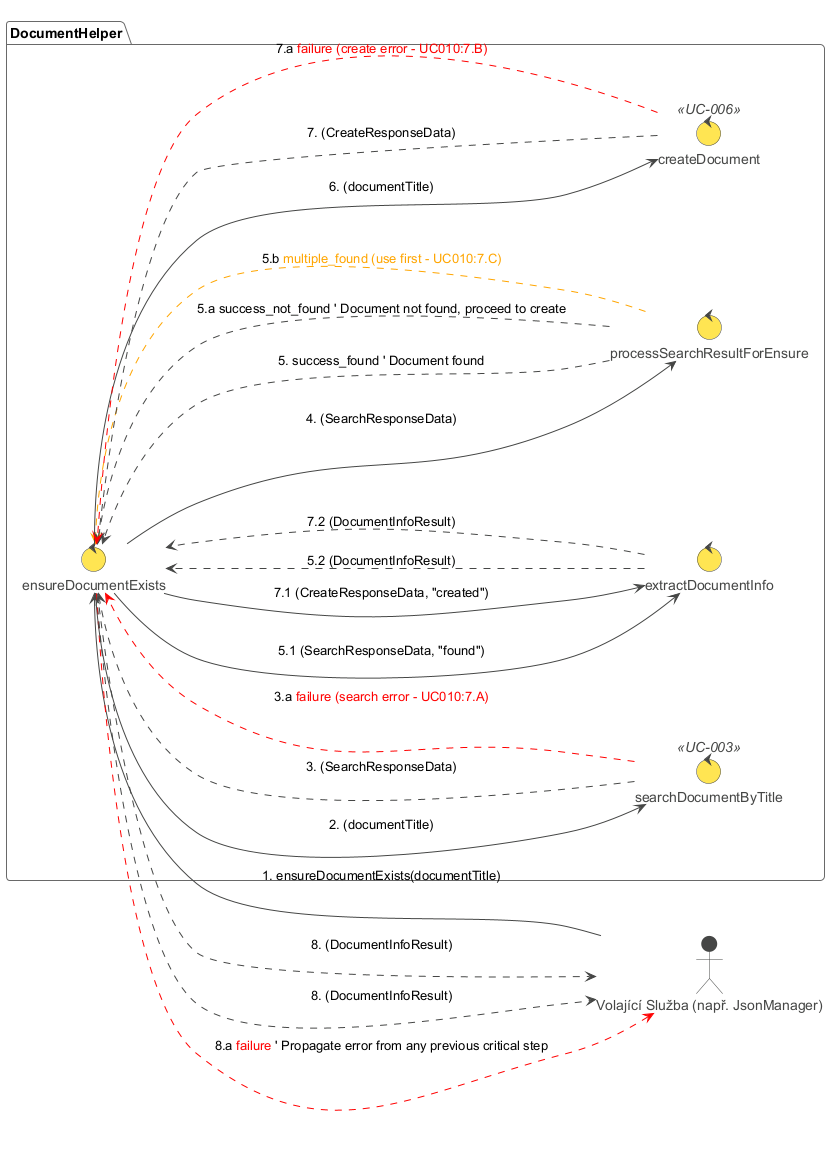 DocumentHelper
7.a failure (create error - UC010:7.B)
«UC-006»
7. (CreateResponseData)
createDocument
6. (documentTitle)
5.b multiple_found (use first - UC010:7.C)
5.a success_not_found ' Document not found, proceed to create
processSearchResultForEnsure
5. success_found ' Document found
4. (SearchResponseData)
7.2 (DocumentInfoResult)
5.2 (DocumentInfoResult)
ensureDocumentExists
extractDocumentInfo
7.1 (CreateResponseData, "created")
5.1 (SearchResponseData, "found")
3.a failure (search error - UC010:7.A)
«UC-003»
3. (SearchResponseData)
searchDocumentByTitle
2. (documentTitle)
1. ensureDocumentExists(documentTitle)
8. (DocumentInfoResult)
8. (DocumentInfoResult)
Volající Služba (např. JsonManager)
8.a failure ' Propagate error from any previous critical step